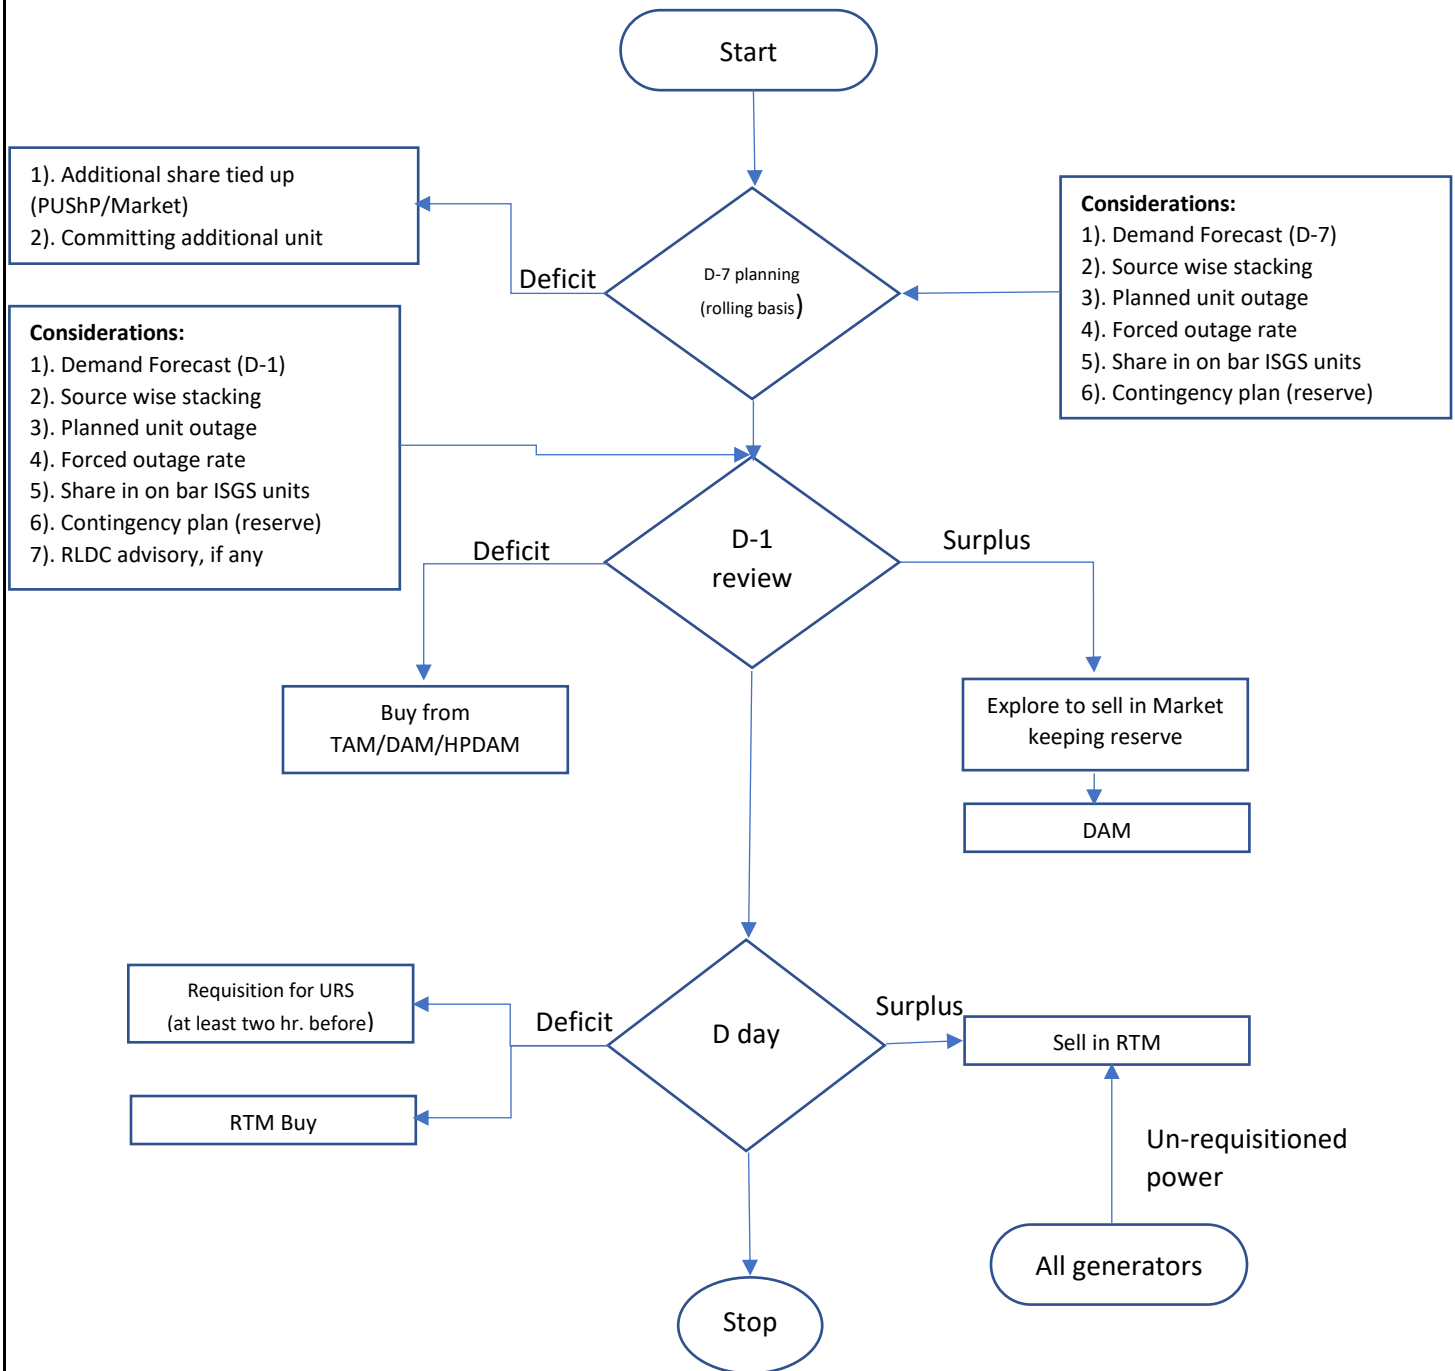 Start
1). Additional share tied up
(PUShP/Market)
2). Committing additional unit
Considerations:
1). Demand Forecast (D-7)
2). Source wise stacking
3). Planned unit outage
4). Forced outage rate
5). Share in on bar ISGS units
6). Contingency plan (reserve)
Deficit
D-7 planning
(rolling basis)
Considerations:
1). Demand Forecast (D-1)
2). Source wise stacking
3). Planned unit outage
4). Forced outage rate
5). Share in on bar ISGS units
6). Contingency plan (reserve)
7). RLDC advisory, if any
Deficit
D-1
review
Surplus
Buy from
TAM/DAM/HPDAM
Explore to sell in Market
keeping reserve
DAM
Requisition for URS
(at least two hr. before)
Deficit
D day
Surplus
Sell in RTM
RTM Buy
Un-requisitioned
power
All generators
Stop